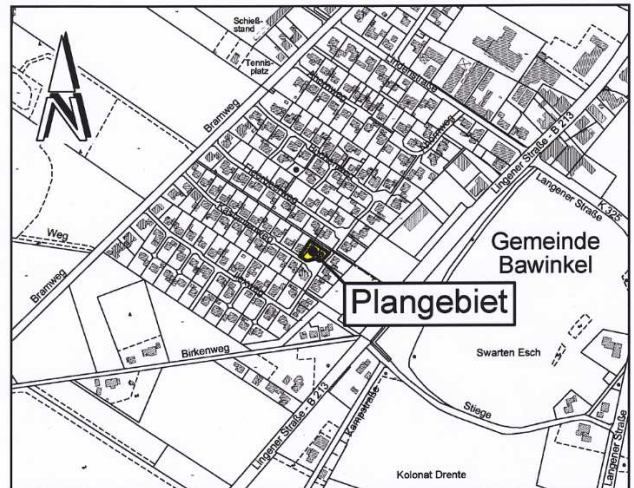 Schieß-
stand
Tennis-
platz
N
Bramweg
Ahornweg
Lingener Straße - B 213
Langener Straße
K 325
Weg
Gemeinde
Bawinkel
Plangebiet
Bramweg
Birkenweg
Swarten Esch
Stiege
Lingener Straße - B 213
Kampstraße
Langener Straße
Kolonat Drente